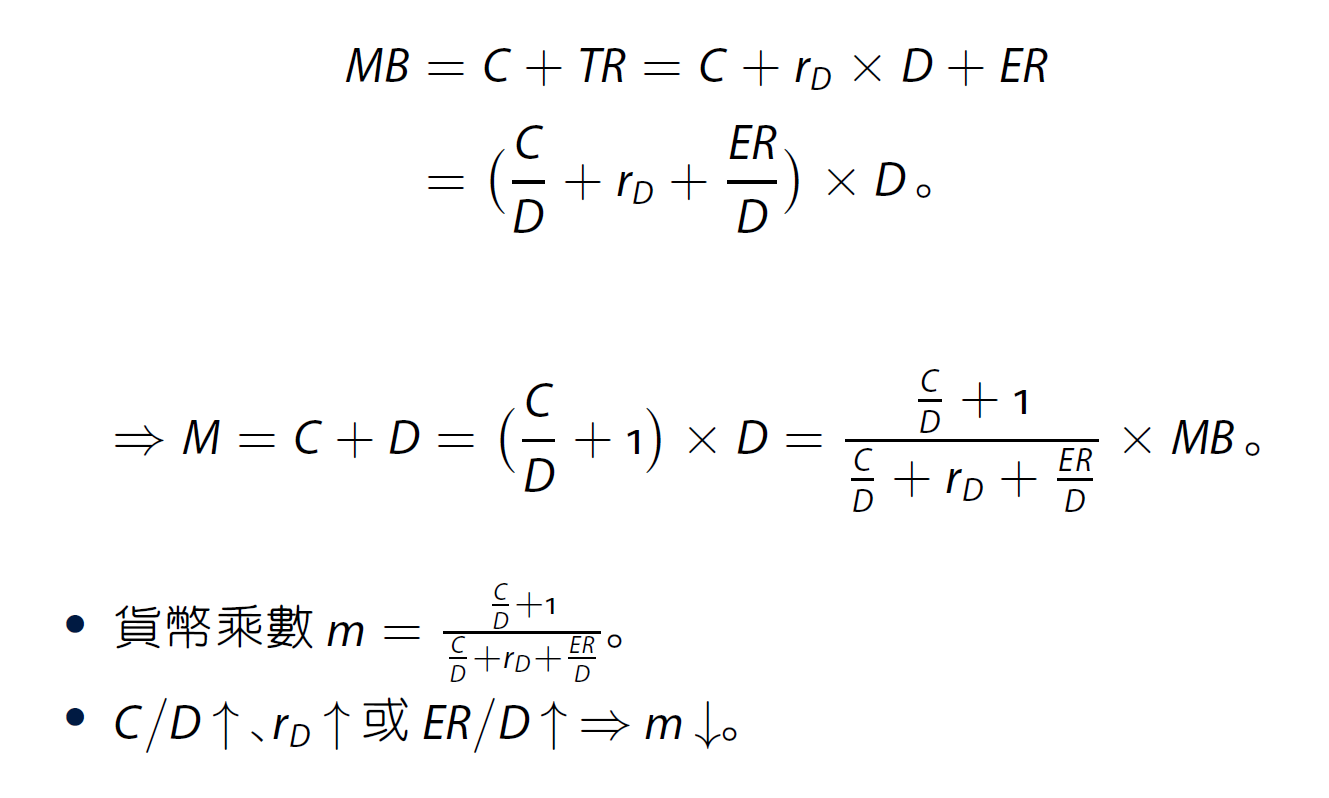 MB = C + TR = C + r_D × D + ER
= (C/D + r_D + ER/D) × D。
⇒ M = C + D = (C/D + 1) × D = (C/D + 1)/(C/D + r_D + ER/D) × MB。
• 貨幣乘數 m = (C/D + 1)/(C/D + r_D + ER/D)。
• C/D ↑、r_D ↑ 或 ER/D ↑ ⇒ m ↓。